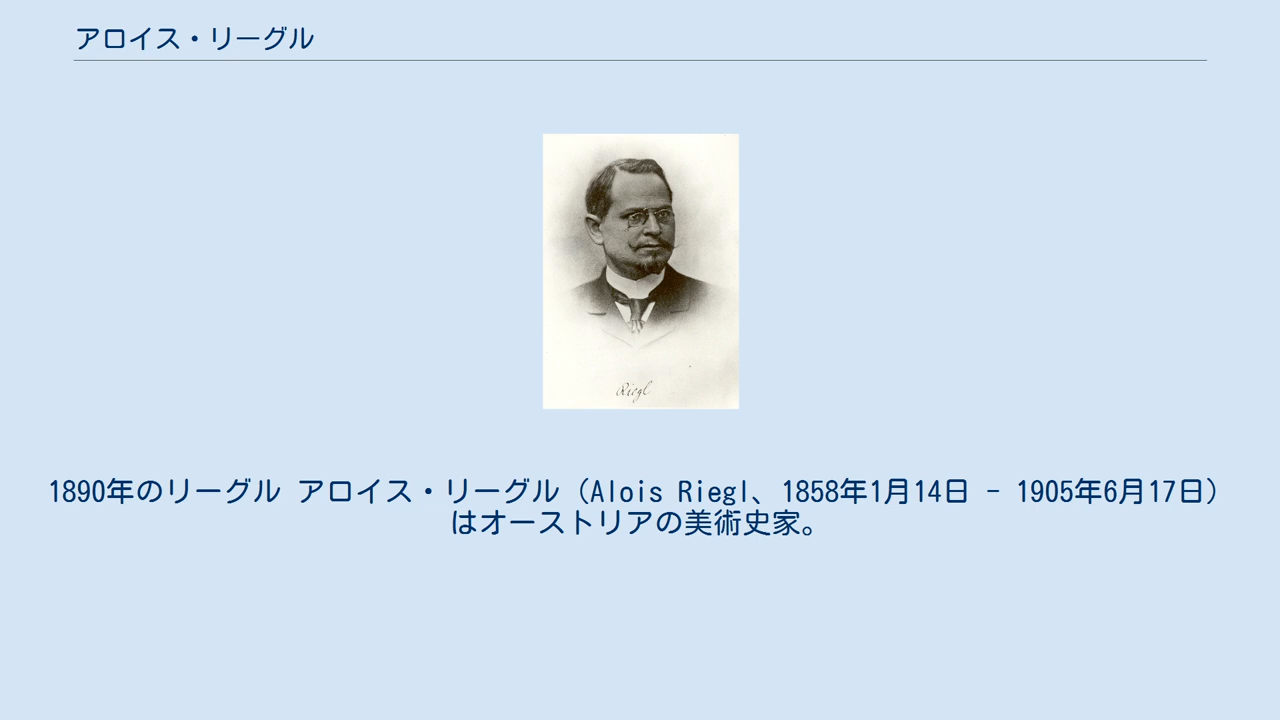 アロイス・リーグル
Riegl
1890年のリーグル アロイス・リーグル（Alois Riegl、1858年1月14日 - 1905年6月17日）
はオーストリアの美術史家。